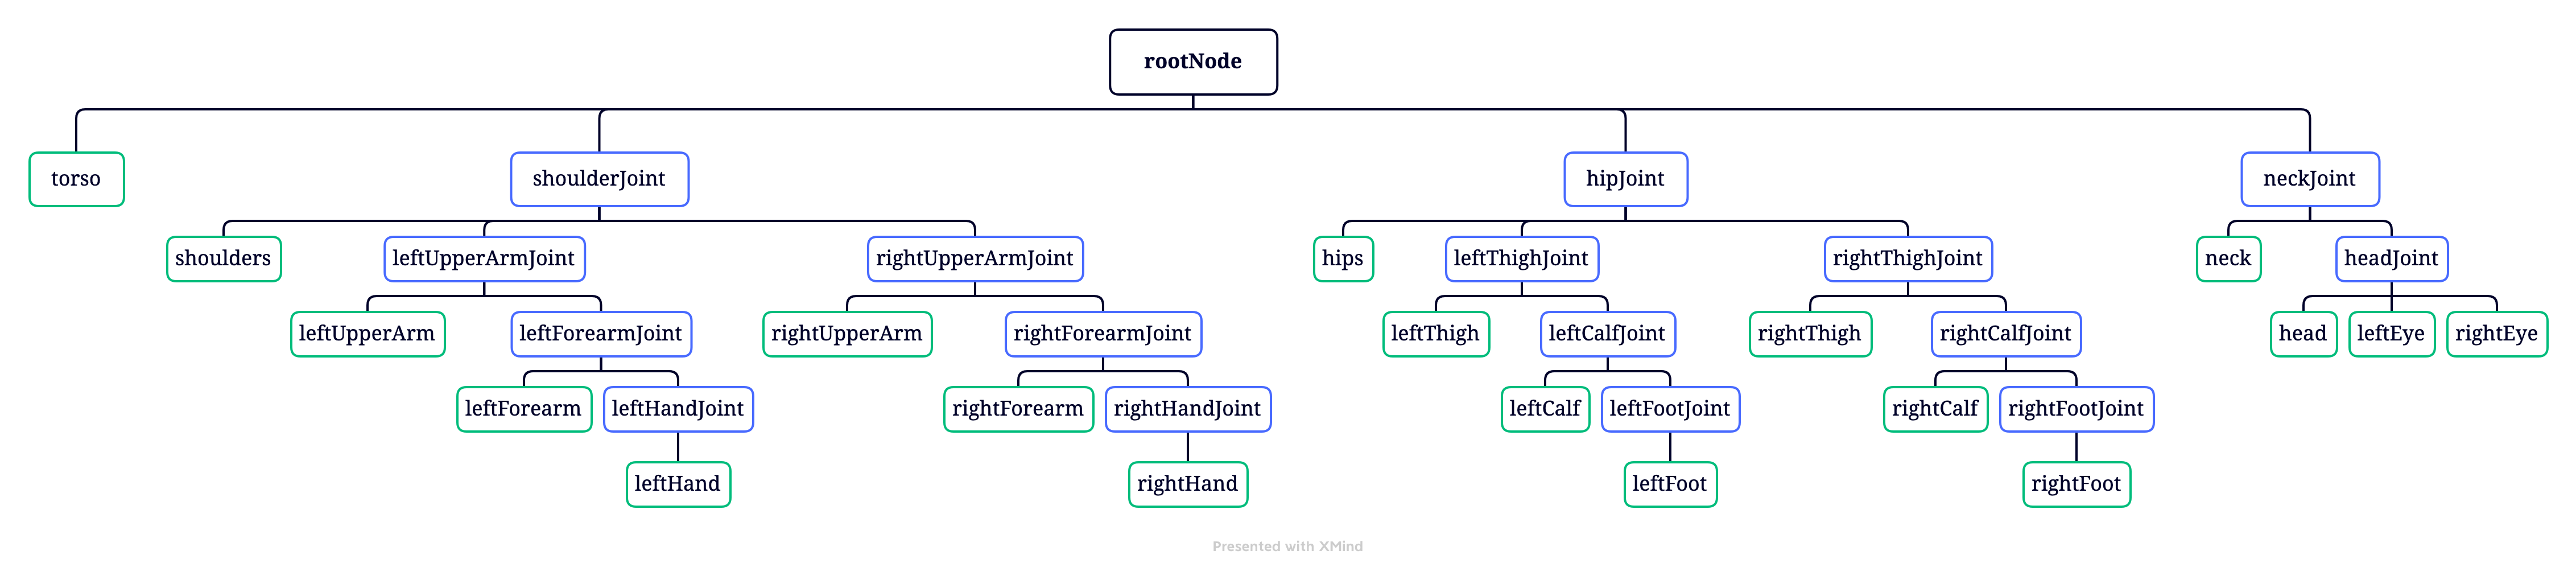 rootNode
torso
shoulderJoint
hipJoint
neckJoint
shoulders
leftUpperArmJoint
rightUpperArmJoint
hips
leftThighJoint
rightThighJoint
neck
headJoint
leftUpperArm
leftForearmJoint
rightUpperArm
rightForearmJoint
leftThigh
leftCalfJoint
rightThigh
rightCalfJoint
head
leftEye
rightEye
leftForearm
leftHandJoint
rightForearm
rightHandJoint
leftCalf
leftFootJoint
rightCalf
rightFootJoint
leftHand
rightHand
leftFoot
rightFoot
Presented with XMind